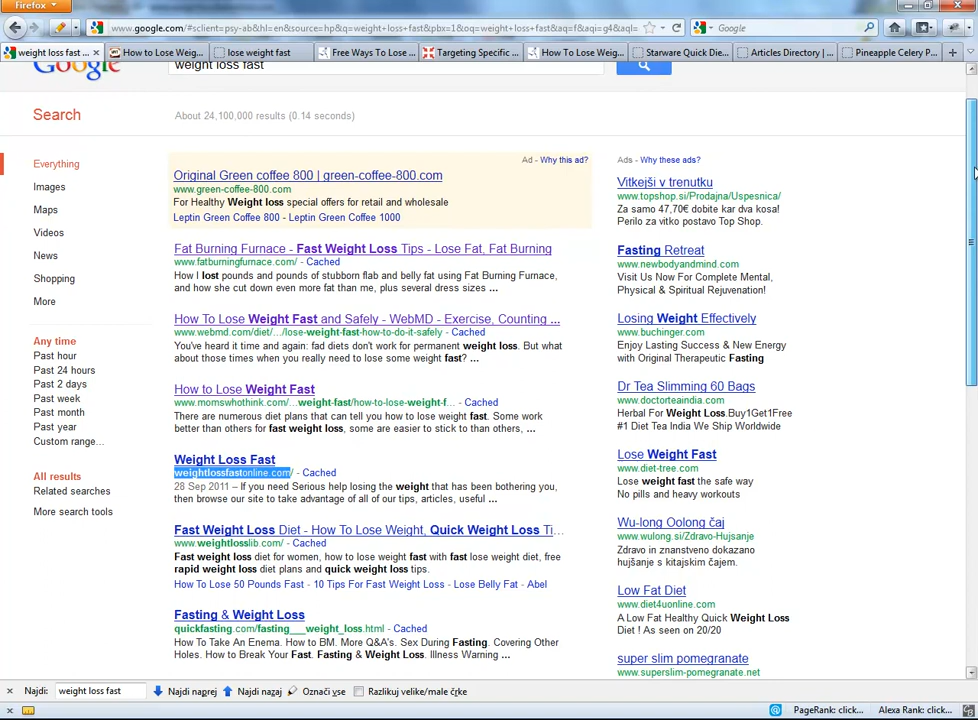 Firefox
www.google.com/#sclient=psy-ab&hl=en&source=hp&q=weight+loss+fast&pbx=1&oq=weight+loss+fast&aq=f&aqi=g4&aql=
Google
weight loss fast ...
How to Lose Weig...
lose weight fast
Free Ways To Lose ...
Targeting Specific ...
How To Lose Weig...
Starware Quick Die...
Articles Directory | ...
Pineapple Celery P...
Google
weight loss fast
Search
About 24,100,000 results (0.14 seconds)
Everything
Images
Maps
Videos
News
Shopping
More
Any time
Past hour
Past 24 hours
Past 2 days
Past week
Past month
Past year
Custom range...
All results
Related searches
More search tools
Ad - Why this ad?
Original Green coffee 800 | green-coffee-800.com
www.green-coffee-800.com
For Healthy Weight loss special offers for retail and wholesale
Leptin Green Coffee 800 - Leptin Green Coffee 1000
Fat Burning Furnace - Fast Weight Loss Tips - Lose Fat, Fat Burning
www.fatburningfurnace.com/ - Cached
How I lost pounds and pounds of stubborn flab and belly fat using Fat Burning Furnace,
and how she cut down even more fat than me, plus several dress sizes ...
How To Lose Weight Fast and Safely - WebMD - Exercise, Counting ...
www.webmd.com/diet/.../lose-weight-fast-how-to-do-it-safely - Cached
You've heard it time and again: fad diets don't work for permanent weight loss. But what
about those times when you really need to lose some weight fast? ...
How to Lose Weight Fast
www.momswhothink.com/...weight-fast/how-to-lose-weight-f... - Cached
There are numerous diet plans that can tell you how to lose weight fast. Some work
better than others for fast weight loss, some are easier to stick to than others, ...
Weight Loss Fast
weightlossfastonline.com/ - Cached
28 Sep 2011 – If you need Serious help losing the weight that has been bothering you,
then browse our site to take advantage of all of our tips, articles, useful ...
Fast Weight Loss Diet - How To Lose Weight, Quick Weight Loss Ti...
www.weightlosslib.com/ - Cached
Fast weight loss diet for women, how to lose weight fast with fast lose weight diet, free
rapid weight loss diet plans and quick weight loss tips.
How To Lose 50 Pounds Fast - 10 Tips For Fast Weight Loss - Lose Belly Fat - Abel
Fasting & Weight Loss
quickfasting.com/fasting___weight_loss.html - Cached
How To Take An Enema. How to BM. More Q&A's. Sex During Fasting. Covering Other
Holes. How to Break Your Fast. Fasting & Weight Loss. Illness Warning ...
Ads - Why these ads?
Vitkejši v trenutku
www.topshop.si/Prodajna/Uspesnica/
Za samo 47,70€ dobite kar dva kosa!
Perilo za vitko postavo Top Shop.
Fasting Retreat
www.newbodyandmind.com
Visit Us Now For Complete Mental,
Physical & Spiritual Rejuvenation!
Losing Weight Effectively
www.buchinger.com
Enjoy Lasting Success & New Energy
with Original Therapeutic Fasting
Dr Tea Slimming 60 Bags
www.doctorteaindia.com
Herbal For Weight Loss.Buy1Get1Free
#1 Diet Tea India We Ship Worldwide
Lose Weight Fast
www.diet-tree.com
Lose weight fast the safe way
No pills and heavy workouts
Wu-long Oolong čaj
www.wulong.si/Zdravo-Hujsanje
Zdravo in znanstveno dokazano
hujšanje s kitajskim čajem.
Low Fat Diet
www.diet4uonline.com
A Low Fat Healthy Quick Weight Loss
Diet ! As seen on 20/20
super slim pomegranate
www.superslim-pomegranate.net
Najdi:
weight loss fast
Najdi naprej
Najdi nazaj
Označi vse
Razlikuj velike/male črke
PageRank: click...
Alexa Rank: click...